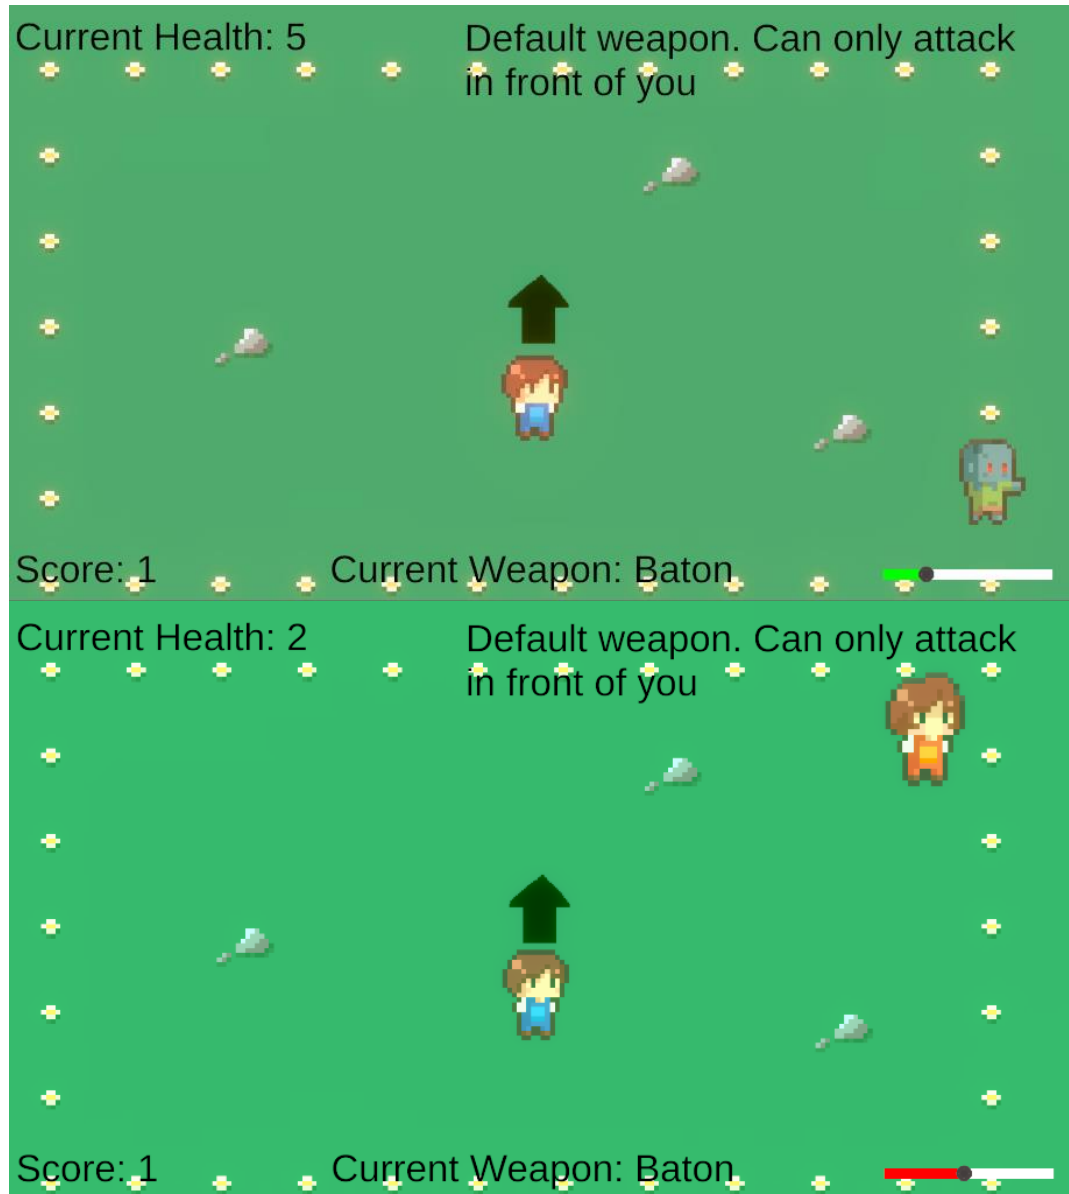 Current Health: 5
Default weapon. Can only attack
in front of you
Score: 1
Current Weapon: Baton
Current Health: 2
Default weapon. Can only attack
in front of you
Score: 1
Current Weapon: Baton